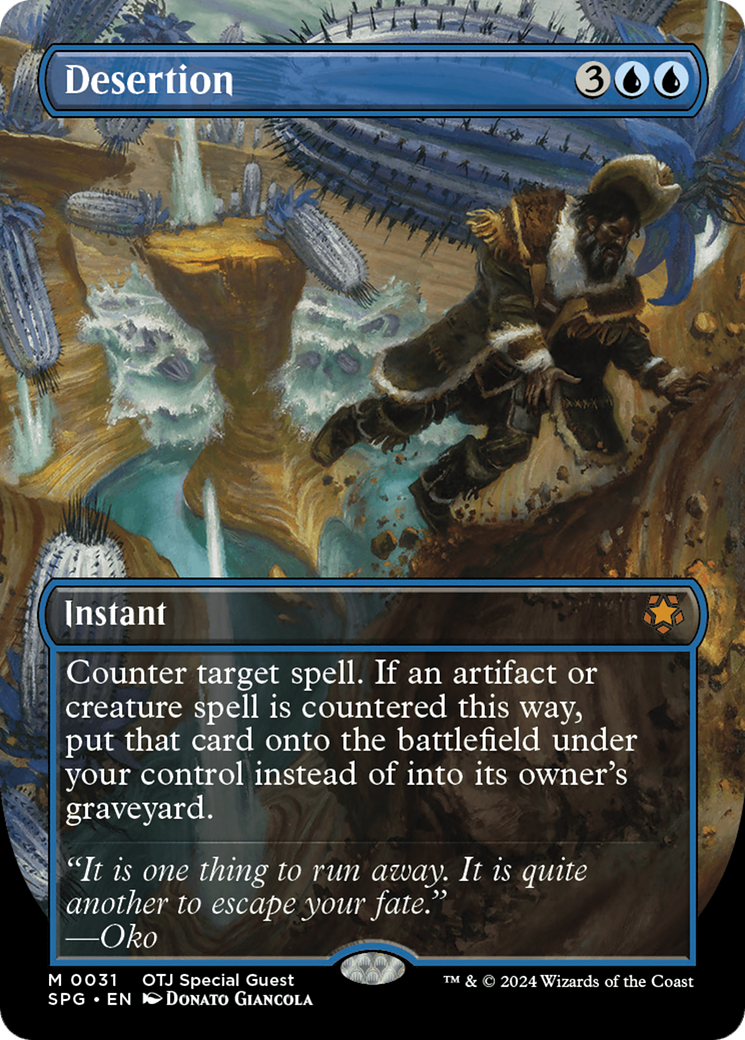 Desertion 3
Instant
Counter target spell. If an artifact or
creature spell is countered this way,
put that card onto the battlefield under
your control instead of into its owner's
graveyard.
“It is one thing to run away. It is quite
another to escape your fate.”
—Oko
M 0031 OTJ Special Guest
SPG • EN Donato Giancola
™ & © 2024 Wizards of the Coast